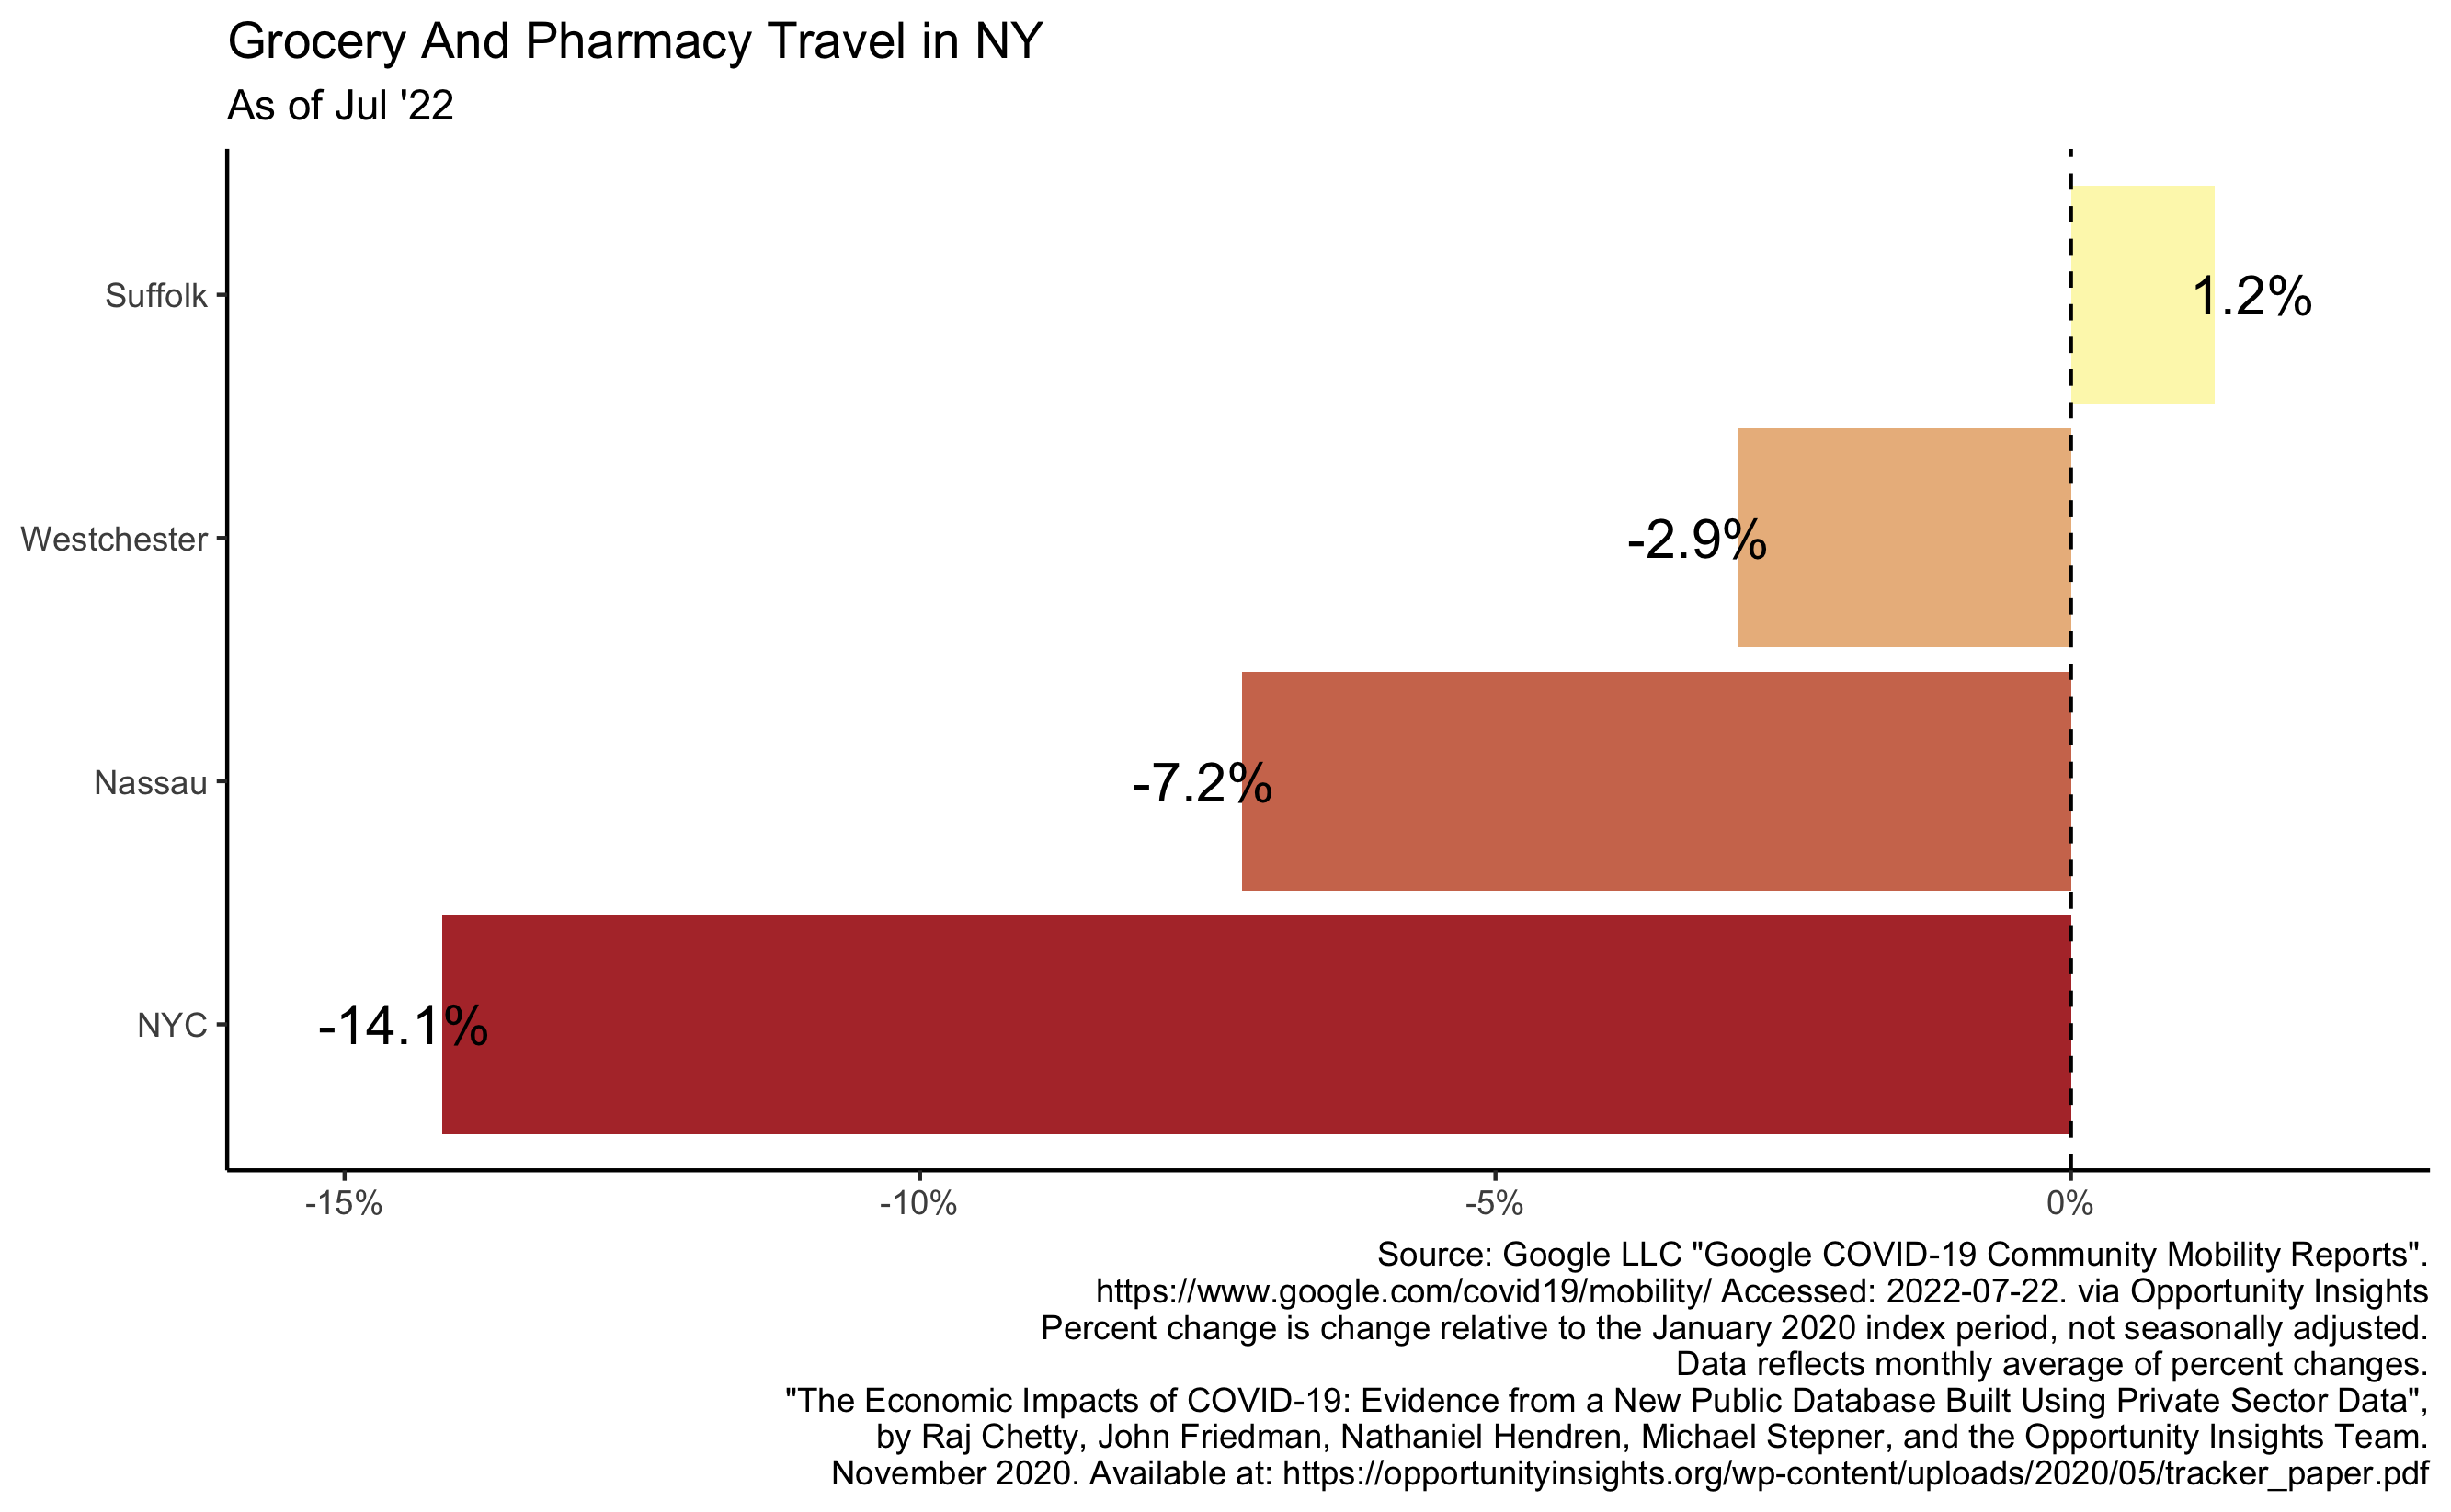 Grocery And Pharmacy Travel in NY
As of Jul '22
Suffolk
1.2%
Westchester
-2.9%
Nassau
-7.2%
NYC
-14.1%
-15%
-10%
-5%
0%
Source: Google LLC "Google COVID-19 Community Mobility Reports".
https://www.google.com/covid19/mobility/ Accessed: 2022-07-22. via Opportunity Insights
Percent change is change relative to the January 2020 index period, not seasonally adjusted.
Data reflects monthly average of percent changes.
"The Economic Impacts of COVID-19: Evidence from a New Public Database Built Using Private Sector Data",
by Raj Chetty, John Friedman, Nathaniel Hendren, Michael Stepner, and the Opportunity Insights Team.
November 2020. Available at: https://opportunityinsights.org/wp-content/uploads/2020/05/tracker_paper.pdf